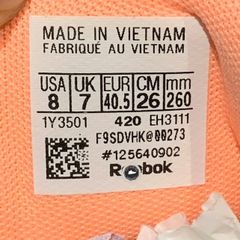 MADE IN VIETNAM
FABRIQUÉ AU VIETNAM
USA UK EUR CM mm
8 7 40.5 26 260
1Y3501 420 EH3111
F9SDVHK@00273
#125640902
Reebok